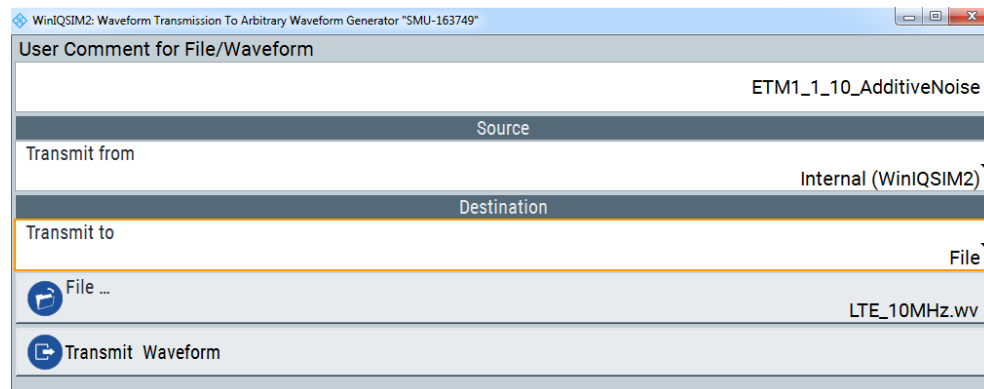 WinIQSIM2: Waveform Transmission To Arbitrary Waveform Generator "SMU-163749"
User Comment for File/Waveform
ETM1_1_10_AdditiveNoise
Source
Transmit from
Internal (WinIQSIM2)
Destination
Transmit to
File
File ...
LTE_10MHz.wv
Transmit Waveform